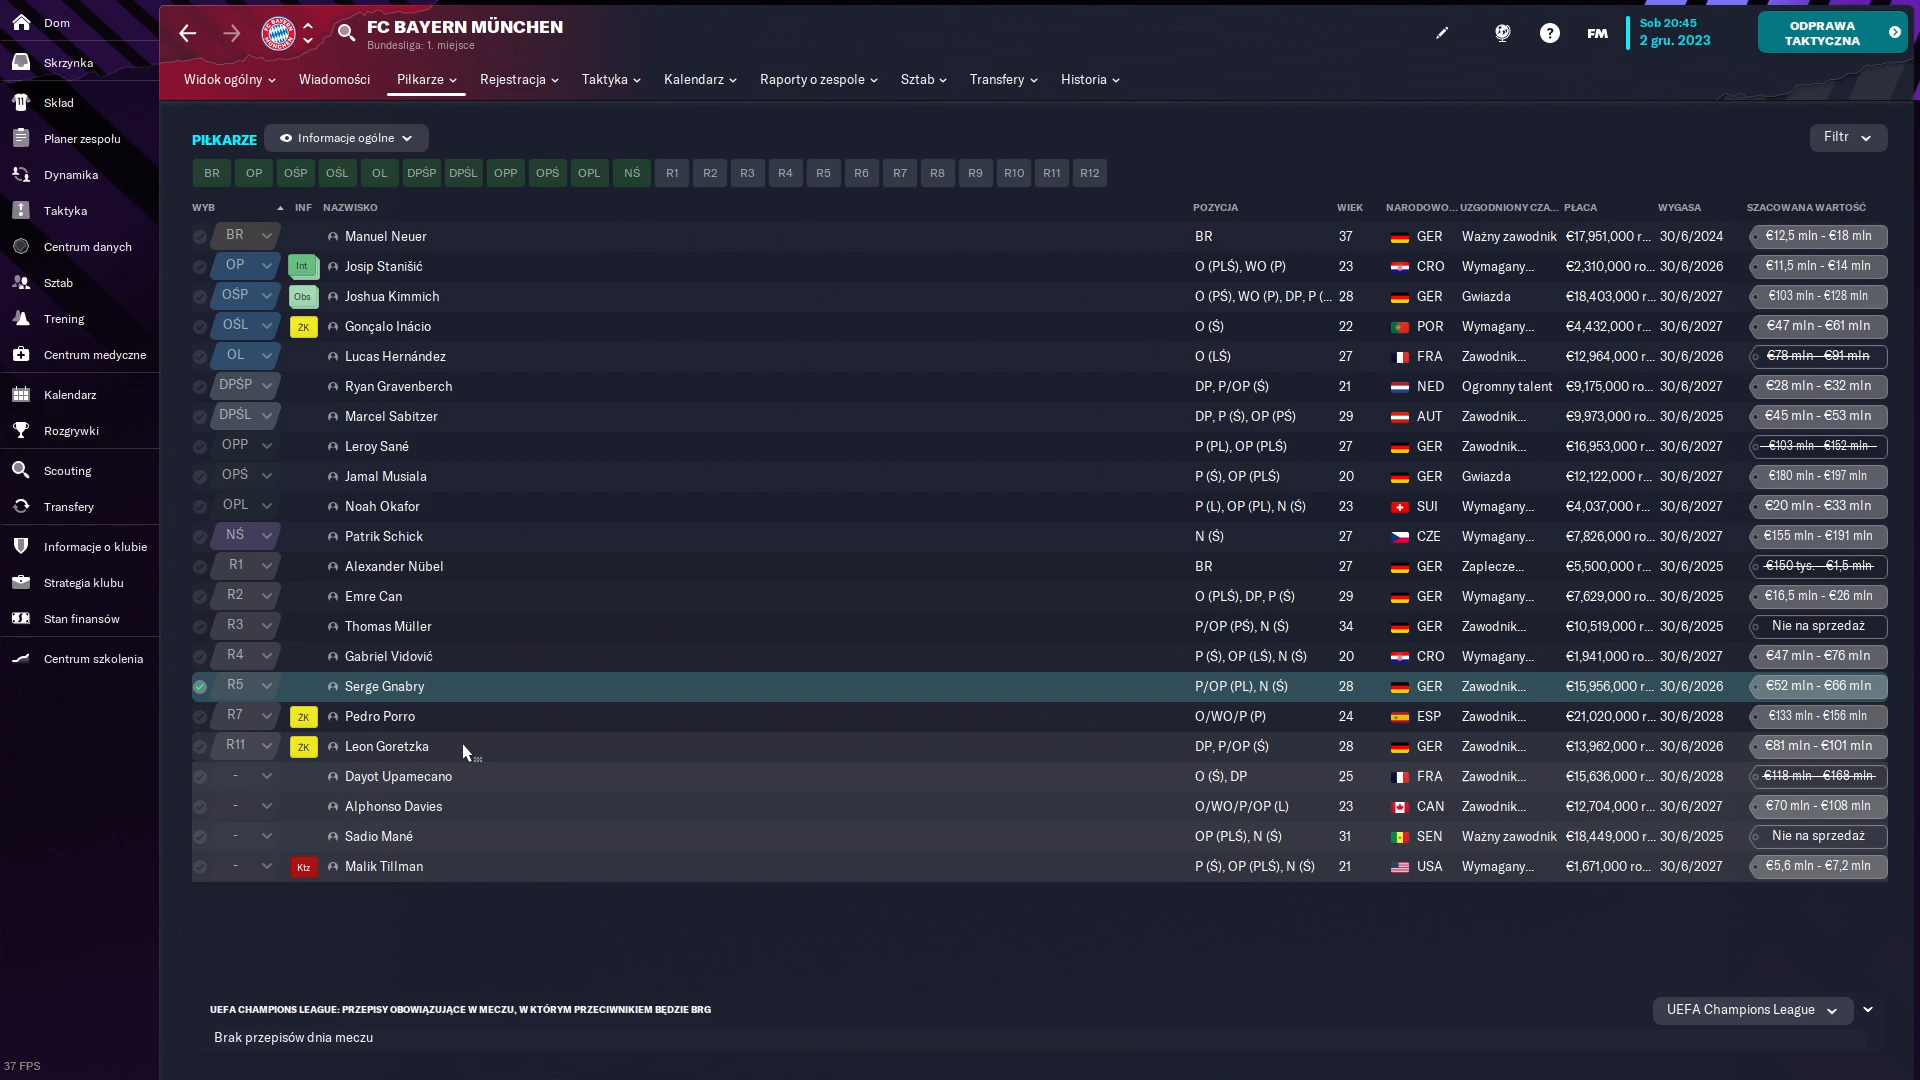 Dom
Skrzynka
Skład
Planer zespołu
Dynamika
Taktyka
Centrum danych
Sztab
Trening
Centrum medyczne
Kalendarz
Rozgrywki
Scouting
Transfery
Informacje o klubie
Strategia klubu
Stan finansów
Centrum szkolenia
37 FPS
FC BAYERN MÜNCHEN
Bundesliga: 1. miejsce
FM
Sob 20:45
2 gru. 2023
ODPRAWA
TAKTYCZNA
Widok ogólny Wiadomości Piłkarze Rejestracja Taktyka Kalendarz Raporty o zespole Sztab Transfery Historia
PIŁKARZE Informacje ogólne Filtr
BR OP OŚP OŚL OL DPŚP DPŚL OPP OPŚ OPL NŚ R1 R2 R3 R4 R5 R6 R7 R8 R9 R10 R11 R12
WYB INF NAZWISKO POZYCJA WIEK NARODOWO... UZGODNIONY CZA... PŁACA WYGASA SZACOWANA WARTOŚĆ
BR Manuel Neuer BR 37 GER Ważny zawodnik €17,951,000 r... 30/6/2024 €12,5 mln - €18 mln
OP Int Josip Stanišić O (PLŚ), WO (P) 23 CRO Wymagany... €2,310,000 ro... 30/6/2026 €11,5 mln - €14 mln
OŚP Obs Joshua Kimmich O (PŚ), WO (P), DP, P (... 28 GER Gwiazda €18,403,000 r... 30/6/2027 €103 mln - €128 mln
OŚL ŻK Gonçalo Inácio O (Ś) 22 POR Wymagany... €4,432,000 ro... 30/6/2027 €47 mln - €61 mln
OL Lucas Hernández O (LŚ) 27 FRA Zawodnik... €12,964,000 r... 30/6/2026 €78 mln - €91 mln
DPŚP Ryan Gravenberch DP, P/OP (Ś) 21 NED Ogromny talent €9,175,000 ro... 30/6/2027 €28 mln - €32 mln
DPŚL Marcel Sabitzer DP, P (Ś), OP (PŚ) 29 AUT Zawodnik... €9,973,000 ro... 30/6/2025 €45 mln - €53 mln
OPP Leroy Sané P (PL), OP (PLŚ) 27 GER Zawodnik... €16,953,000 r... 30/6/2025 €103 mln - €152 mln
OPŚ Jamal Musiala P (Ś), OP (PLŚ) 20 GER Gwiazda €12,122,000 r... 30/6/2026 €180 mln - €197 mln
OPL Noah Okafor P (L), OP (PL), N (Ś) 23 SUI Wymagany... €4,037,000 ro... 30/6/2027 €20 mln - €33 mln
NŚ Patrik Schick N (Ś) 27 CZE Wymagany... €7,826,000 ro... 30/6/2027 €155 mln - €191 mln
R1 Alexander Nübel BR 27 GER Zaplecze... €5,500,000 ro... 30/6/2025 €150 tys. - €1,5 mln
R2 Emre Can O (PLŚ), DP, P (Ś) 29 GER Wymagany... €7,629,000 ro... 30/6/2025 €16,5 mln - €26 mln
R3 Thomas Müller P/OP (PŚ), N (Ś) 34 GER Zawodnik... €10,519,000 r... 30/6/2025 Nie na sprzedaż
R4 Gabriel Vidović P (Ś), OP (LŚ), N (Ś) 20 CRO Wymagany... €1,941,000 ro... 30/6/2027 €47 mln - €76 mln
R5 Serge Gnabry P/OP (PL), N (Ś) 28 GER Zawodnik... €15,956,000 r... 30/6/2026 €52 mln - €66 mln
R7 ŻK Pedro Porro O/WO/P (P) 24 ESP Zawodnik... €21,020,000 r... 30/6/2028 €133 mln - €156 mln
R11 ŻK Leon Goretzka DP, P/OP (Ś) 28 GER Zawodnik... €13,962,000 r... 30/6/2026 €81 mln - €101 mln
- Dayot Upamecano O (Ś), DP 25 FRA Zawodnik... €15,636,000 r... 30/6/2028 €118 mln - €168 mln
- Alphonso Davies O/WO/P/OP (L) 23 CAN Zawodnik... €12,704,000 r... 30/6/2027 €70 mln - €108 mln
- Sadio Mané OP (PLŚ), N (Ś) 31 SEN Ważny zawodnik €18,449,000 r... 30/6/2025 Nie na sprzedaż
- Ktz Malik Tillman P (Ś), OP (PLŚ), N (Ś) 21 USA Wymagany... €1,671,000 ro... 30/6/2027 €5,6 mln - €7,2 mln
UEFA CHAMPIONS LEAGUE: PRZEPISY OBOWIĄZUJĄCE W MECZU, W KTÓRYM PRZECIWNIKIEM BĘDZIE BRG
UEFA Champions League
Brak przepisów dnia meczu